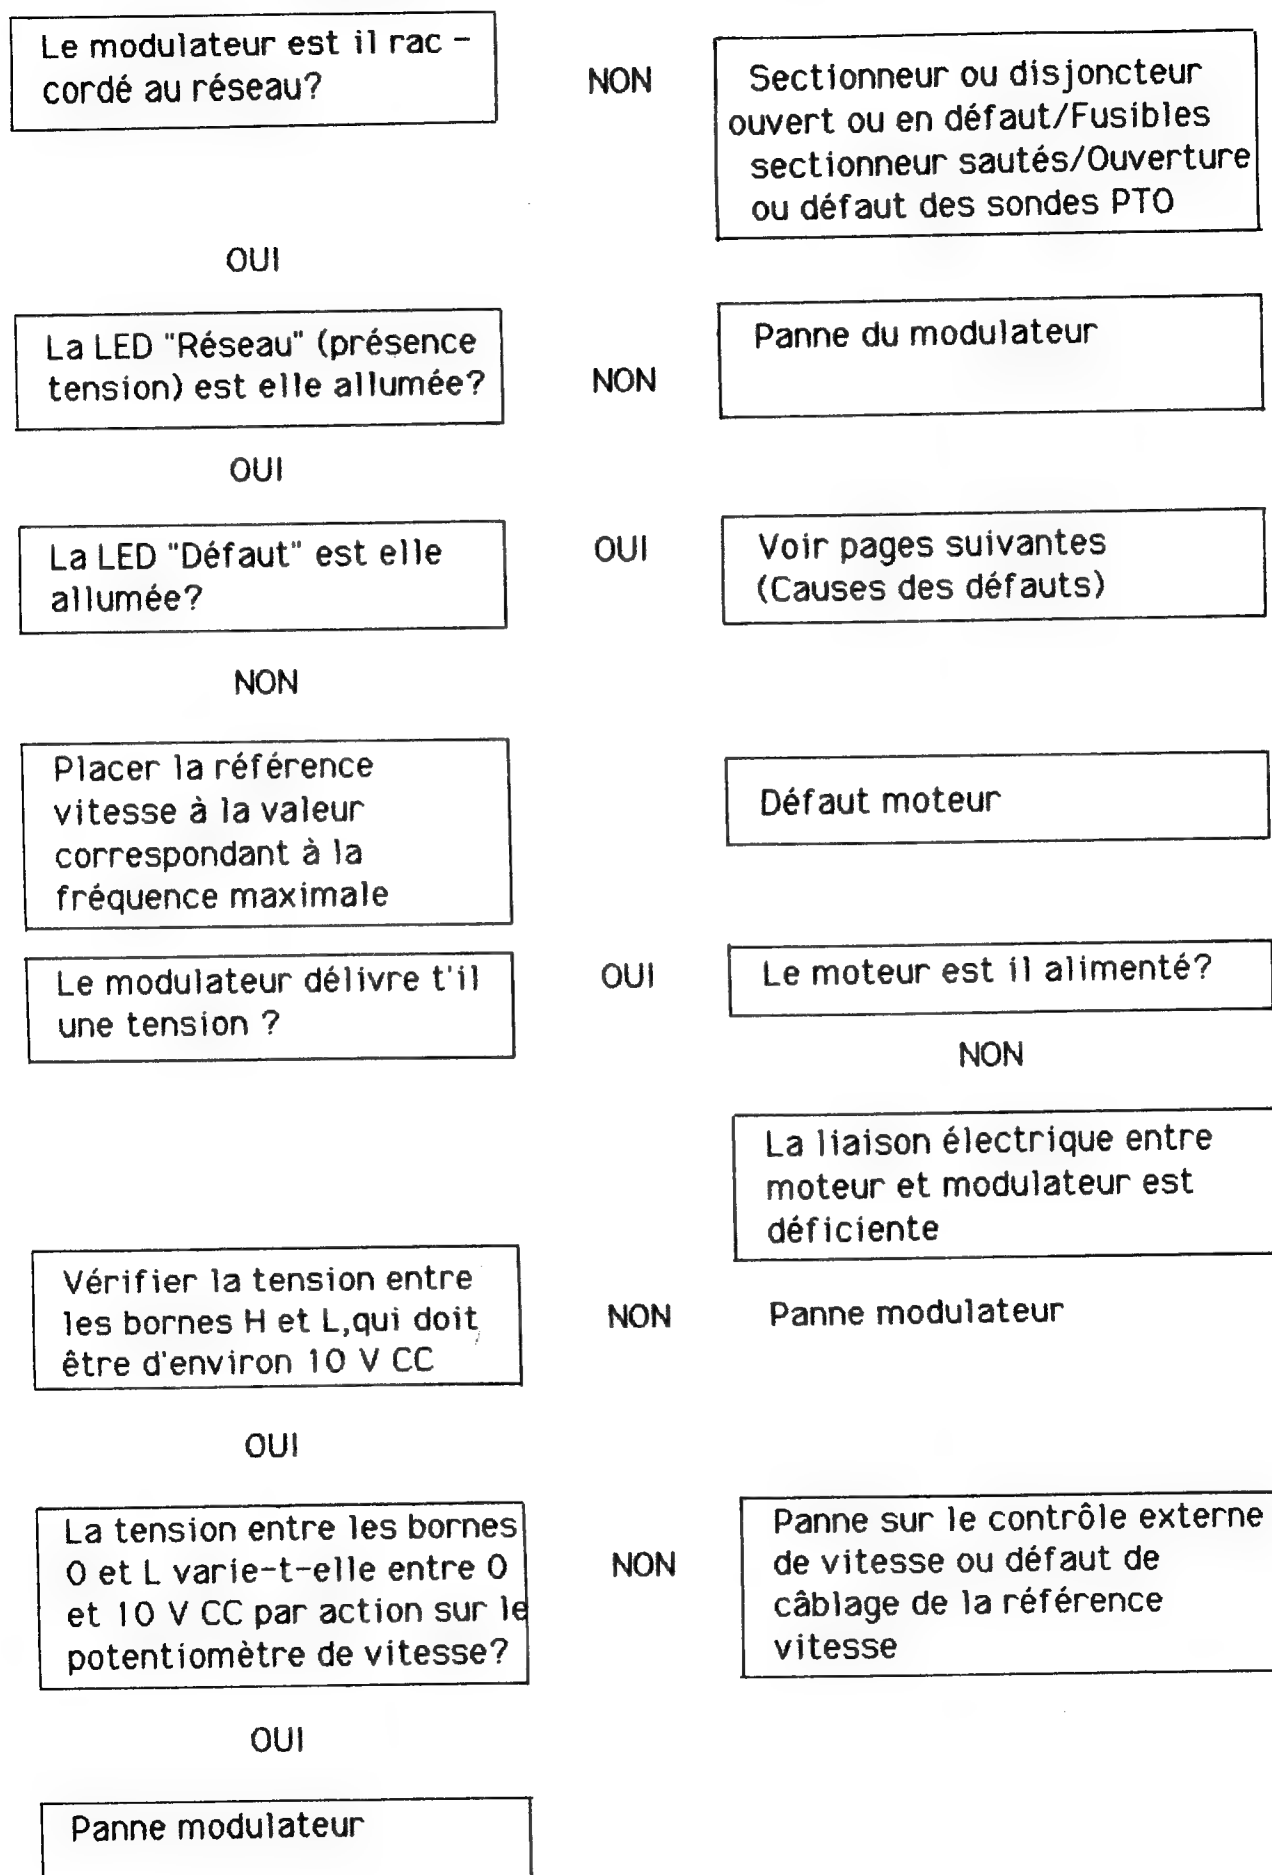 Le modulateur est il rac -
cordé au réseau?
NON
Sectionneur ou disjoncteur
ouvert ou en défaut/Fusibles
sectionneur sautés/Ouverture
ou défaut des sondes PTO
OUI
La LED "Réseau" (présence
tension) est elle allumée?
NON
Panne du modulateur
OUI
La LED "Défaut" est elle
allumée?
OUI
Voir pages suivantes
(Causes des défauts)
NON
Placer la référence
vitesse à la valeur
correspondant à la
fréquence maximale
Défaut moteur
Le modulateur délivre t'il
une tension ?
OUI
Le moteur est il alimenté?
NON
La liaison électrique entre
moteur et modulateur est
déficiente
Vérifier la tension entre
les bornes H et L,qui doit
être d'environ 10 V CC
NON
Panne modulateur
OUI
La tension entre les bornes
O et L varie-t-elle entre 0
et 10 V CC par action sur le
potentiomètre de vitesse?
NON
Panne sur le contrôle externe
de vitesse ou défaut de
câblage de la référence
vitesse
OUI
Panne modulateur